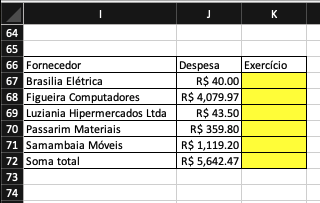 I J K
64
65
66 Fornecedor Despesa Exercício
67 Brasilia Elétrica R$ 40.00
68 Figueira Computadores R$ 4,079.97
69 Luziania Hipermercados Ltda R$ 43.50
70 Passarim Materiais R$ 359.80
71 Samambaia Móveis R$ 1,119.20
72 Soma total R$ 5,642.47
73
74